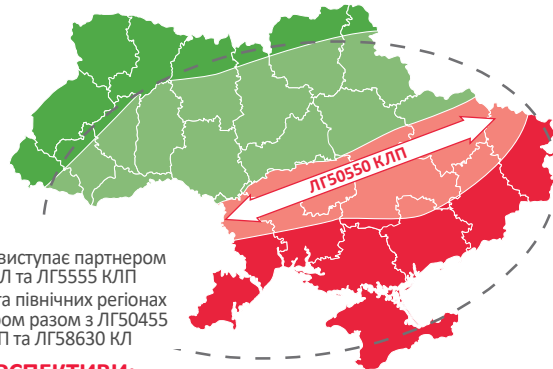 ЛГ50550 КЛП
виступає партнером
Л та ЛГ5555 КЛП
та північних регіонах
ом разом з ЛГ50455
П та ЛГ58630 КЛ